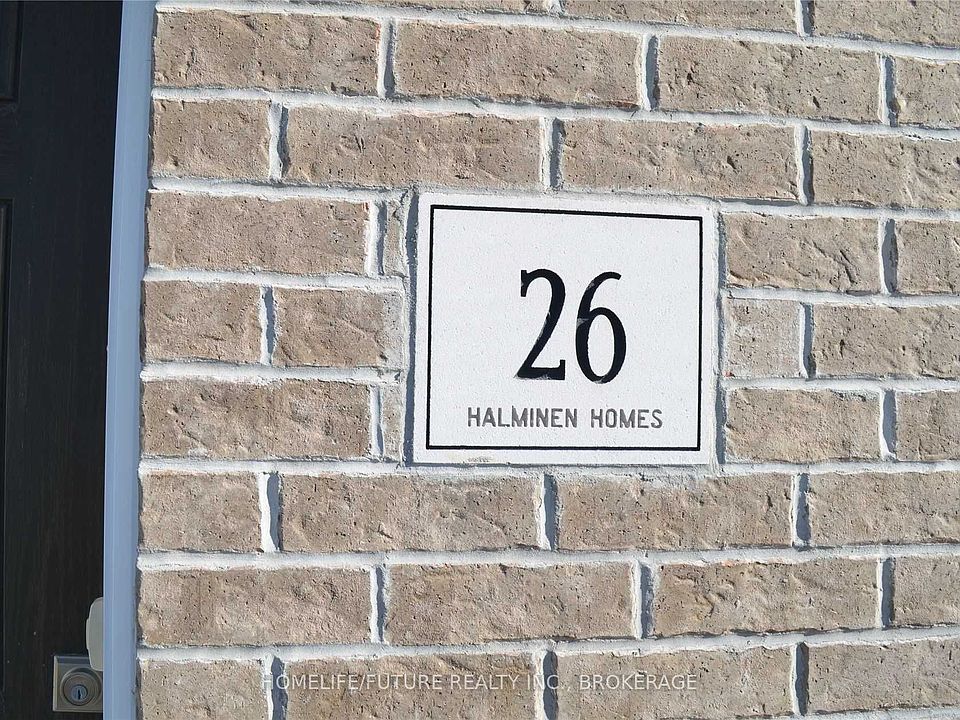 26
HALMINEN HOMES
HOMELIFE/FUTURE REALTY INC., BROKERAGE